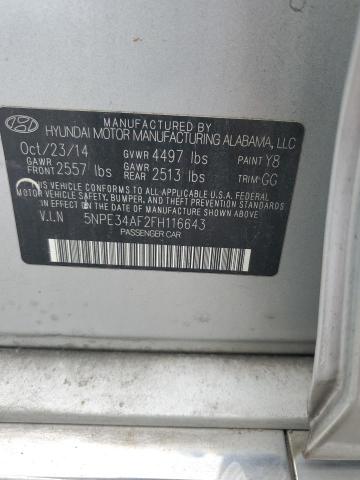 MANUFACTURED BY
HYUNDAI MOTOR MANUFACTURING ALABAMA, LLC
Oct/23/14 GVWR 4497 lbs PAINT Y8
GAWR FRONT 2557 lbs GAWR REAR 2513 lbs TRIM GG
THIS VEHICLE CONFORMS TO ALL APPLICABLE U.S.A. FEDERAL
MOTOR VEHICLE SAFETY, BUMPER, AND THEFT PREVENTION STANDARDS
IN EFFECT ON THE DATE OF MANUFACTURE SHOWN ABOVE.
V.I.N 5NPE34AF2FH116643
PASSENGER CAR